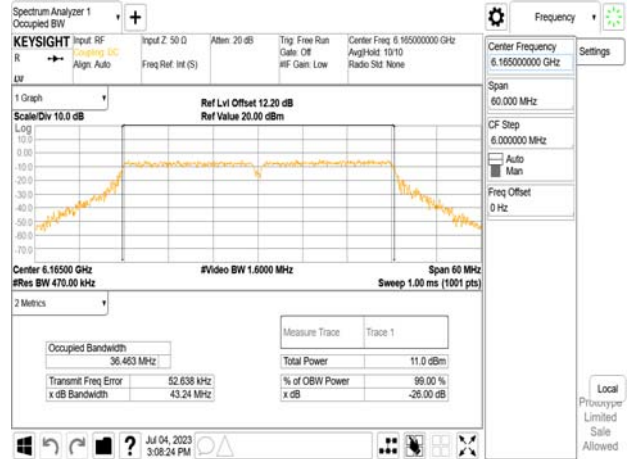 Spectrum Analyzer 1
Occupied BW
Frequency
KEYSIGHT
Input: RF
Coupling: DC
Align: Auto
R
LXI
Input Z: 50 Ω
Freq Ref: Int (S)
Atten: 20 dB
Trig: Free Run
Gate: Off
#IF Gain: Low
Center Freq: 6.165000000 GHz
Avg|Hold: 10/10
Radio Std: None
Center Frequency
6.165000000 GHz
Settings
Span
60.000 MHz
CF Step
6.000000 MHz
Auto
Man
Freq Offset
0 Hz
1 Graph
Scale/Div 10.0 dB
Ref Lvl Offset 12.20 dB
Ref Value 20.00 dBm
Log
10.0
0.00
-10.0
-20.0
-30.0
-40.0
-50.0
-60.0
-70.0
Center 6.16500 GHz
#Res BW 470.00 kHz
#Video BW 1.6000 MHz
Span 60 MHz
Sweep 1.00 ms (1001 pts)
2 Metrics
Measure Trace
Trace 1
Occupied Bandwidth
36.463 MHz
Total Power
11.0 dBm
Transmit Freq Error
52.638 kHz
% of OBW Power
99.00 %
x dB Bandwidth
43.24 MHz
x dB
-26.00 dB
Local
Prototype
Limited
Sale
Allowed
Jul 04, 2023
3:08:24 PM